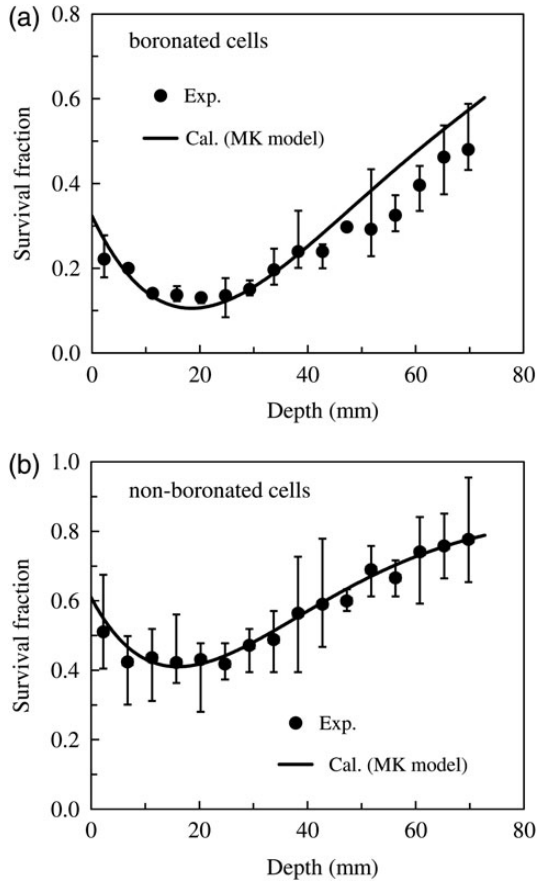 (a)
0.8
boronated cells
Exp.
0.6
Cal. (MK model)
Survival fraction
0.4
0.2
0.0
0 20 40 60 80
Depth (mm)
(b)
1.0
non-boronated cells
0.8
0.6
Survival fraction
0.4
Exp.
0.2
Cal. (MK model)
0.0
0 20 40 60 80
Depth (mm)